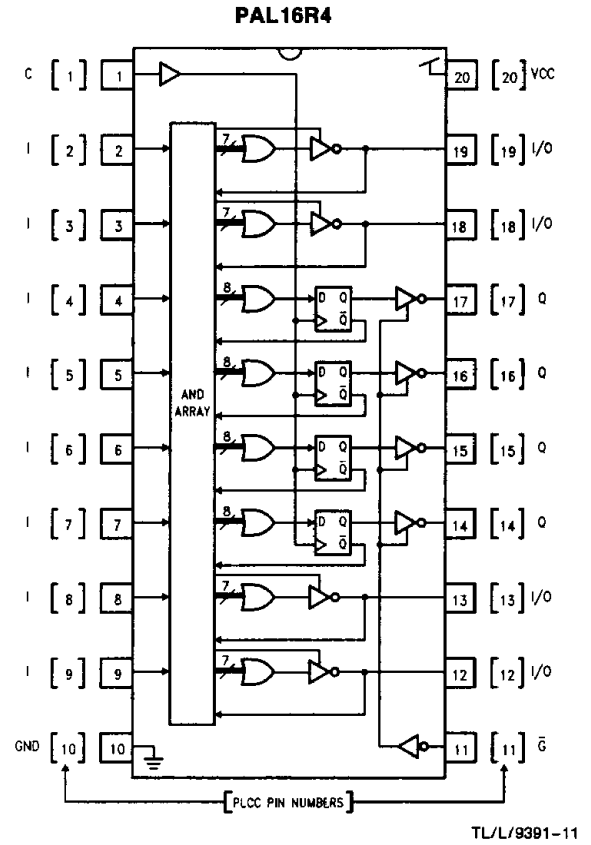 PAL16R4
C [1] 1 20 [20] VCC
I [2] 2 7 19 [19] I/O
I [3] 3 7 18 [18] I/O
I [4] 4 8 D Q Q̅ 17 [17] Q
I [5] 5 8 D Q Q̅ 16 [16] Q
AND
ARRAY
I [6] 6 8 D Q Q̅ 15 [15] Q
I [7] 7 8 D Q Q̅ 14 [14] Q
I [8] 8 7 13 [13] I/O
I [9] 9 7 12 [12] I/O
GND [10] 10 11 [11] G̅
[PLCC PIN NUMBERS]
TL/L/9391-11